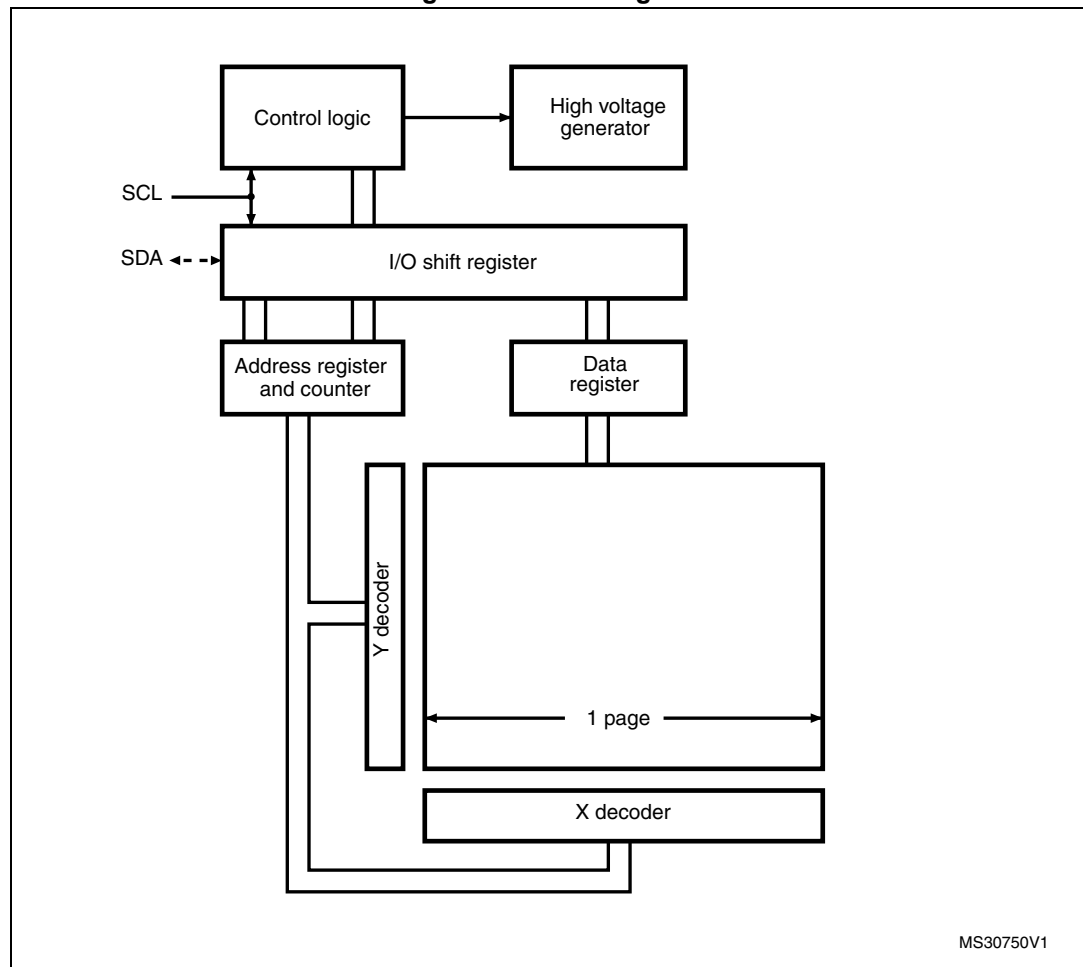 Control logic
High voltage
generator
SCL
SDA
I/O shift register
Address register
and counter
Data
register
Y decoder
1 page
X decoder
MS30750V1